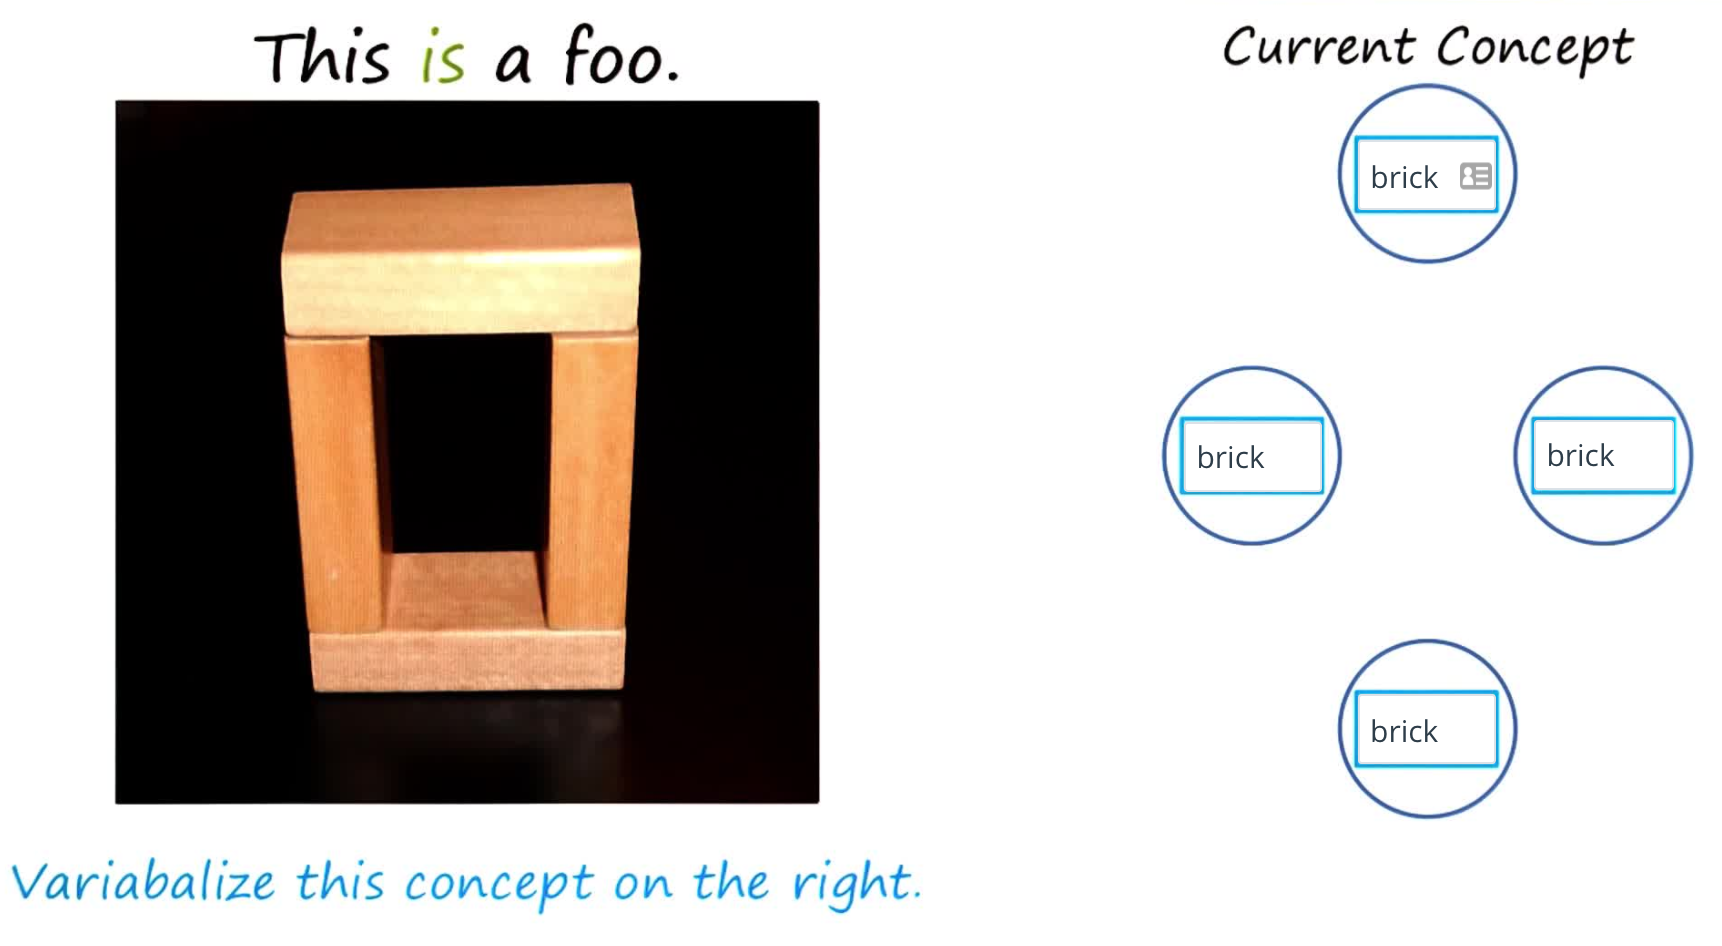 This is a foo.
Current Concept
brick
brick
brick
brick
Variabalize this concept on the right.